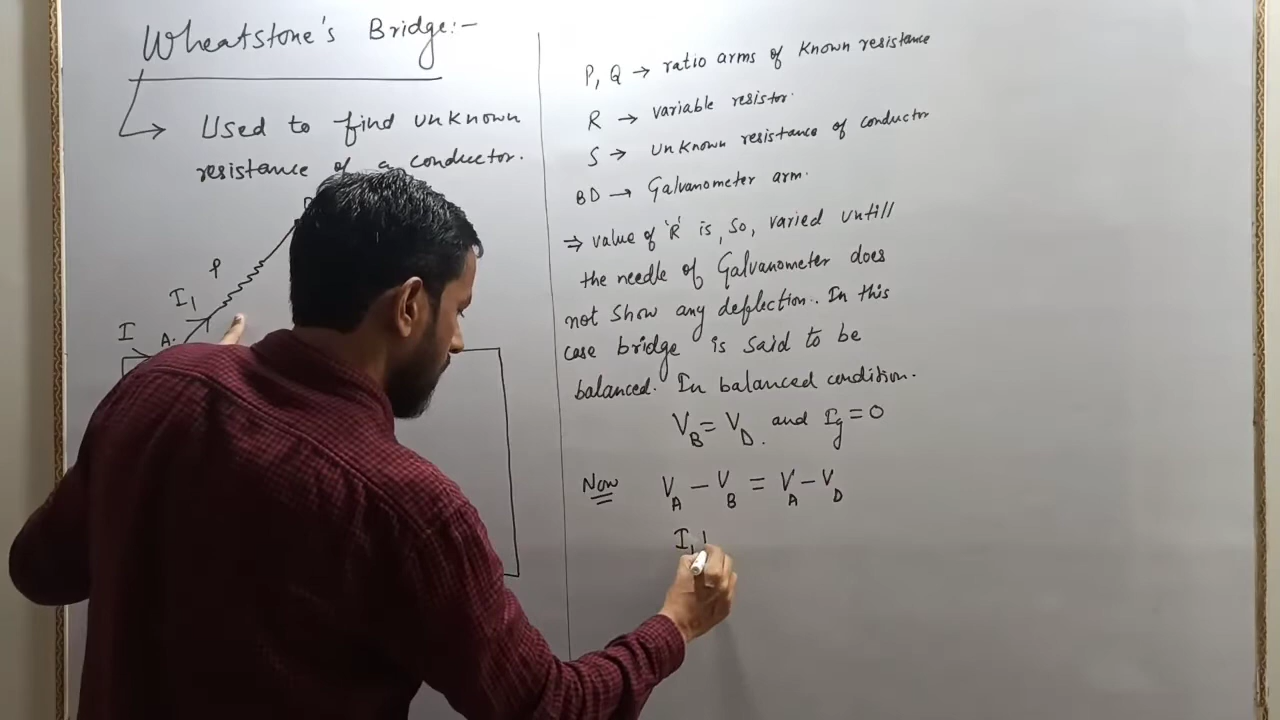 Wheatstone's Bridge:-
→ Used to find unknown
resistance of a conductor.
P
I₁
I
A.
P, Q → ratio arms of known resistance
R → variable resistor.
S → unknown resistance of conductor
BD → Galvanometer arm.
⇒ value of 'R' is, so, varied untill
the needle of Galvanometer does
not show any deflection. In this
case bridge is said to be
balanced. In balanced condition.
V_B = V_D. and I_g = 0
Now V_A - V_B = V_A - V_D
I₁